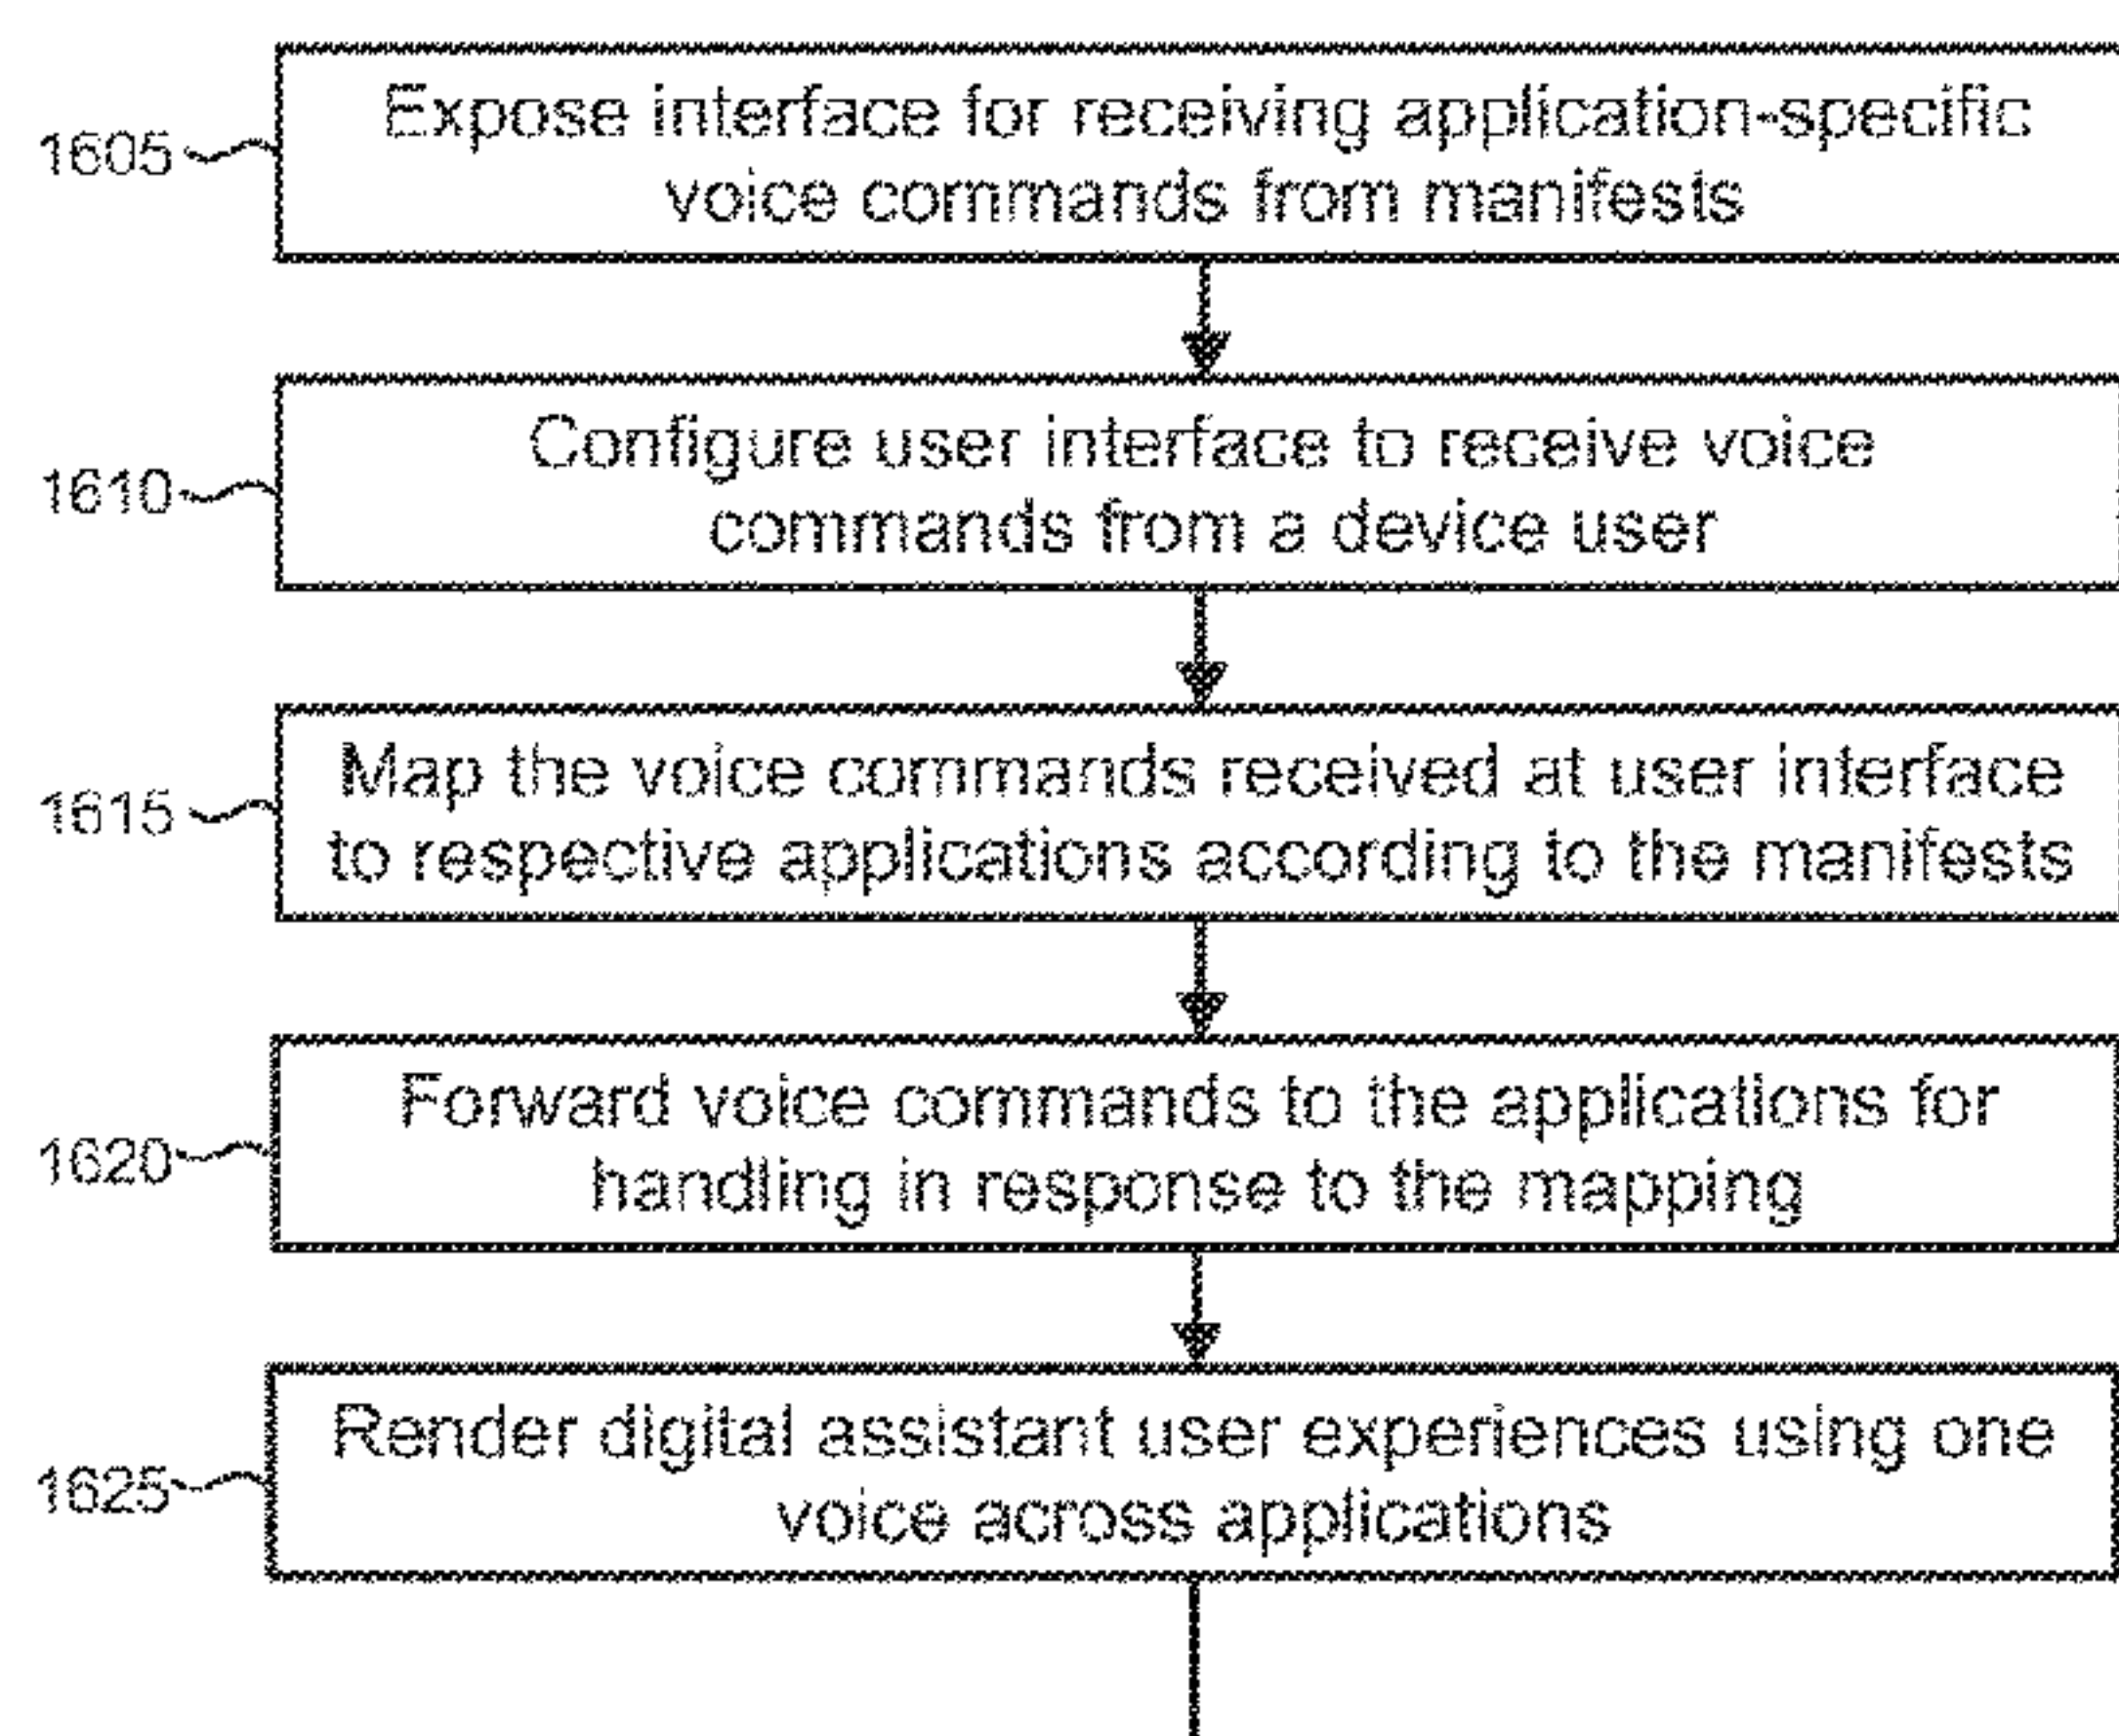 1605
Expose interface for receiving application-specific
voice commands from manifests
1610
Configure user interface to receive voice
commands from a device user
1615
Map the voice commands received at user interface
to respective applications according to the manifests
1620
Forward voice commands to the applications for
handling in response to the mapping
1625
Render digital assistant user experiences using one
voice across applications